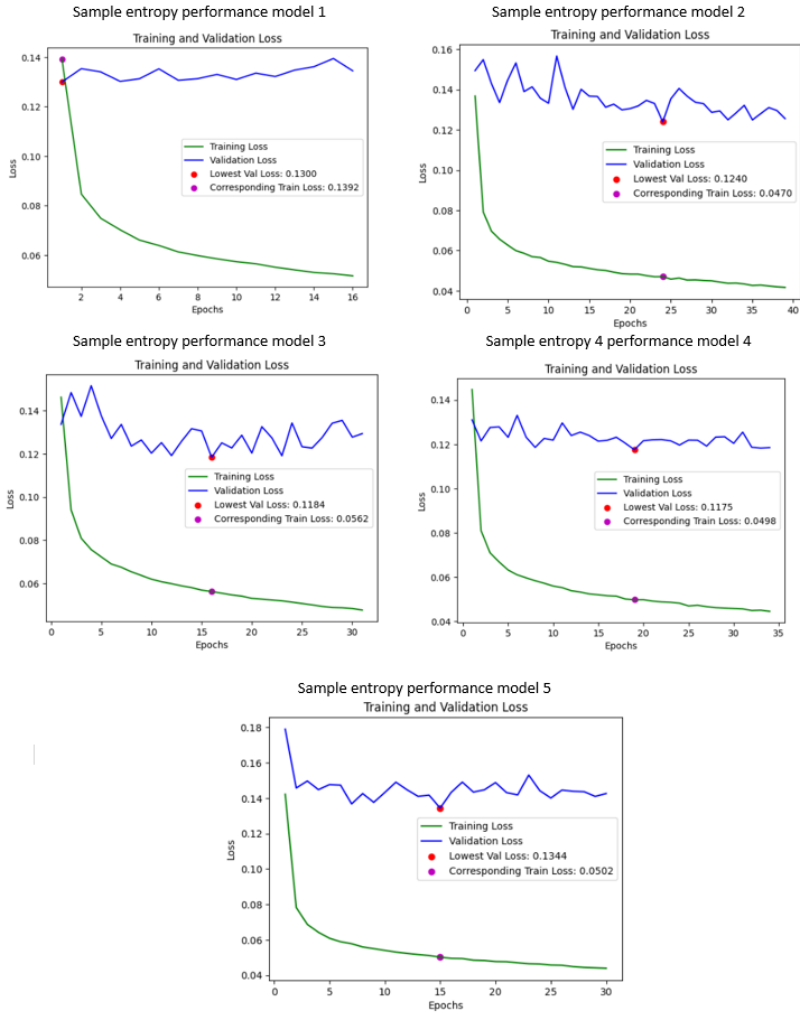 Sample entropy performance model 1
Training and Validation Loss
0.14
0.12
0.10
0.08
0.06
Loss
Training Loss
Validation Loss
Lowest Val Loss: 0.1300
Corresponding Train Loss: 0.1392
2 4 6 8 10 12 14 16
Epochs
Sample entropy performance model 2
Training and Validation Loss
0.16
0.14
0.12
0.10
0.08
0.06
0.04
Loss
Training Loss
Validation Loss
Lowest Val Loss: 0.1240
Corresponding Train Loss: 0.0470
0 5 10 15 20 25 30 35 40
Epochs
Sample entropy performance model 3
Training and Validation Loss
0.14
0.12
0.10
0.08
0.06
Loss
Training Loss
Validation Loss
Lowest Val Loss: 0.1184
Corresponding Train Loss: 0.0562
0 5 10 15 20 25 30
Epochs
Sample entropy 4 performance model 4
Training and Validation Loss
0.14
0.12
0.10
0.08
0.06
0.04
Loss
Training Loss
Validation Loss
Lowest Val Loss: 0.1175
Corresponding Train Loss: 0.0498
0 5 10 15 20 25 30 35
Epochs
Sample entropy performance model 5
Training and Validation Loss
0.18
0.16
0.14
0.12
0.10
0.08
0.06
0.04
Loss
Training Loss
Validation Loss
Lowest Val Loss: 0.1344
Corresponding Train Loss: 0.0502
0 5 10 15 20 25 30
Epochs